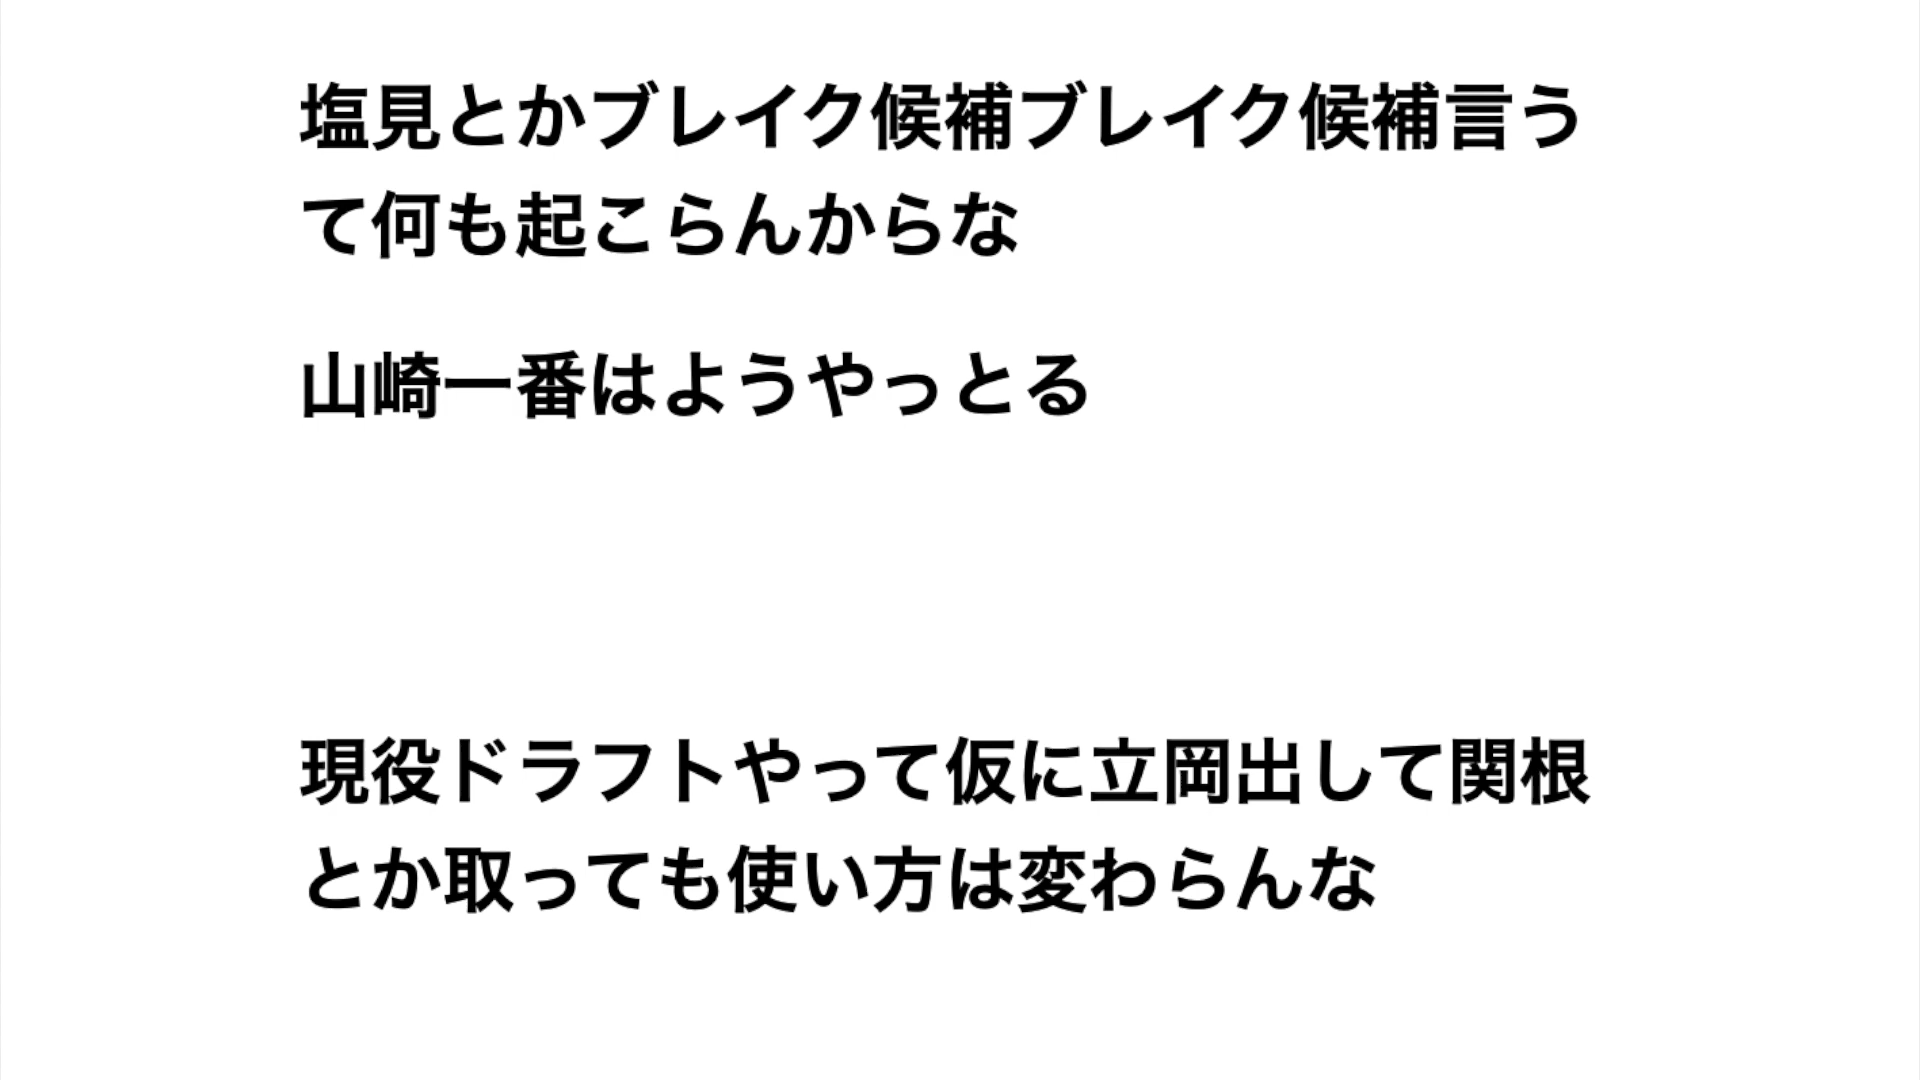 塩見とかブレイク候補ブレイク候補言う
て何も起こらんからな
山崎一番はようやっとる
現役ドラフトやって仮に立岡出して関根
とか取っても使い方は変わらんな